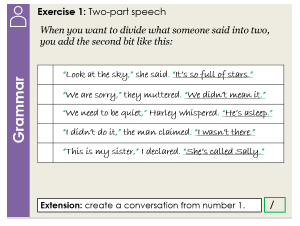 Exercise 1: Two-part speech
When you want to divide what someone said into two,
you add the second bit like this:
Grammar
"Look at the sky," she said. "It's so full of stars."
"We are sorry," they muttered. "We didn't mean it."
"We need to be quiet," Harley whispered. "He's asleep."
"I didn't do it," the man claimed. "I wasn't there."
"This is my sister," I declared. "She's called Sally."
Extension: create a conversation from number 1.
/